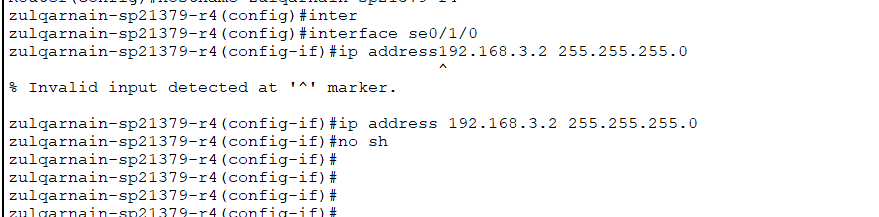 zulqarnain-sp21379-r4(config)#inter
zulqarnain-sp21379-r4(config)#interface se0/1/0
zulqarnain-sp21379-r4(config-if)#ip address192.168.3.2 255.255.255.0
^
% Invalid input detected at '^' marker.
zulqarnain-sp21379-r4(config-if)#ip address 192.168.3.2 255.255.255.0
zulqarnain-sp21379-r4(config-if)#no sh
zulqarnain-sp21379-r4(config-if)#
zulqarnain-sp21379-r4(config-if)#
zulqarnain-sp21379-r4(config-if)#
zulqarnain-sp21379-r4(config-if)#